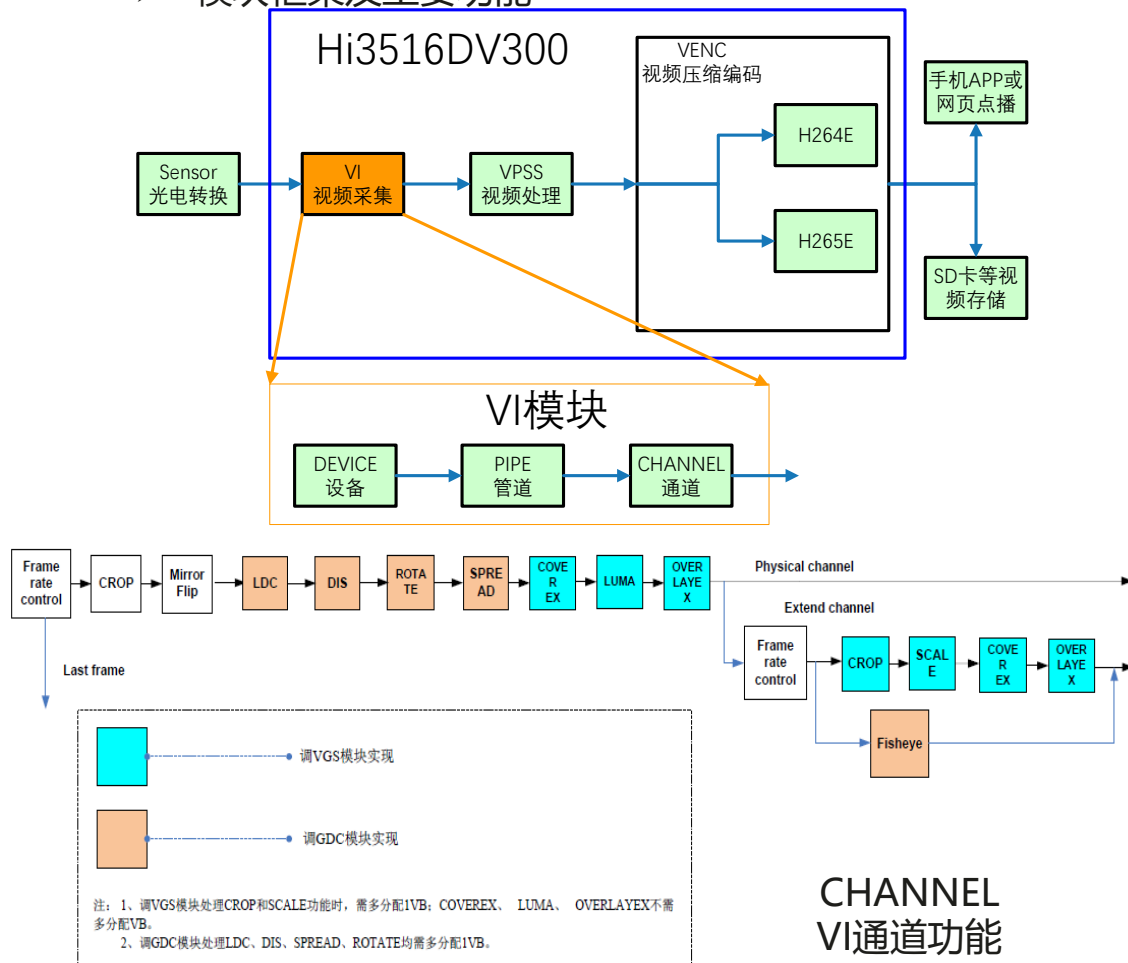 模块框架及主要功能
Hi3516DV300
VENC
视频压缩编码
手机APP或
网页点播
H264E
Sensor
光电转换
VI
视频采集
VPSS
视频处理
H265E
SD卡等视
频存储
VI模块
DEVICE
设备
PIPE
管道
CHANNEL
通道
Frame
rate
control
CROP
Mirror
Flip
LDC
DIS
ROTA
TE
SPRE
AD
COVE
R
EX
LUMA
OVER
LAYE
X
Physical channel
Extend channel
Frame
rate
control
CROP
SCAL
E
COVE
R
EX
OVER
LAYE
X
Last frame
Fisheye
调VGS模块实现
调GDC模块实现
注: 1、调VGS模块处理CROP和SCALE功能时，需多分配1VB; COVEREX、 LUMA、 OVERLAYEX不需
多分配VB。
2、调GDC模块处理LDC、DIS、SPREAD、ROTATE均需多分配1VB。
CHANNEL
VI通道功能